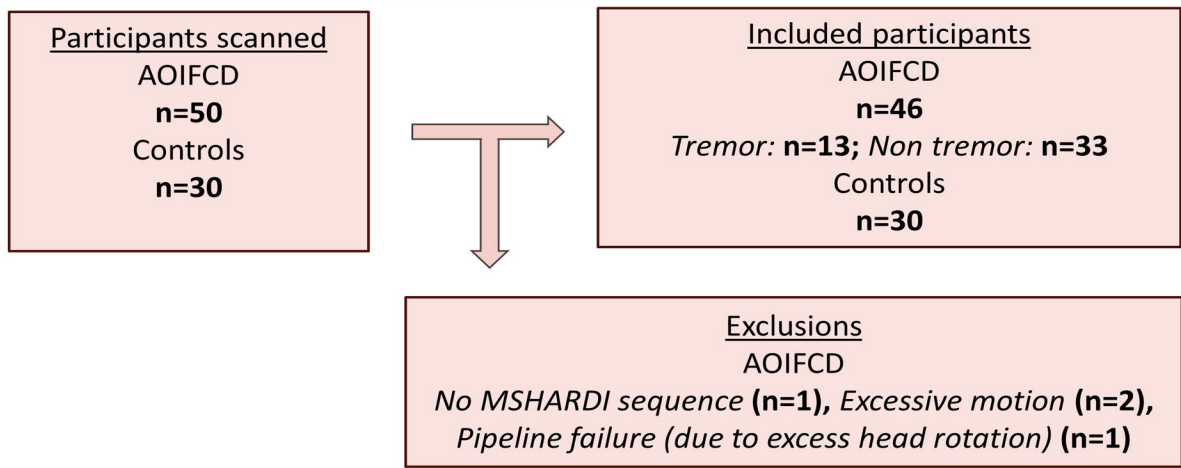 Participants scanned
AOIFCD
n=50
Controls
n=30
Included participants
AOIFCD
n=46
Tremor: n=13; Non tremor: n=33
Controls
n=30
Exclusions
AOIFCD
No MSHARDI sequence (n=1), Excessive motion (n=2),
Pipeline failure (due to excess head rotation) (n=1)